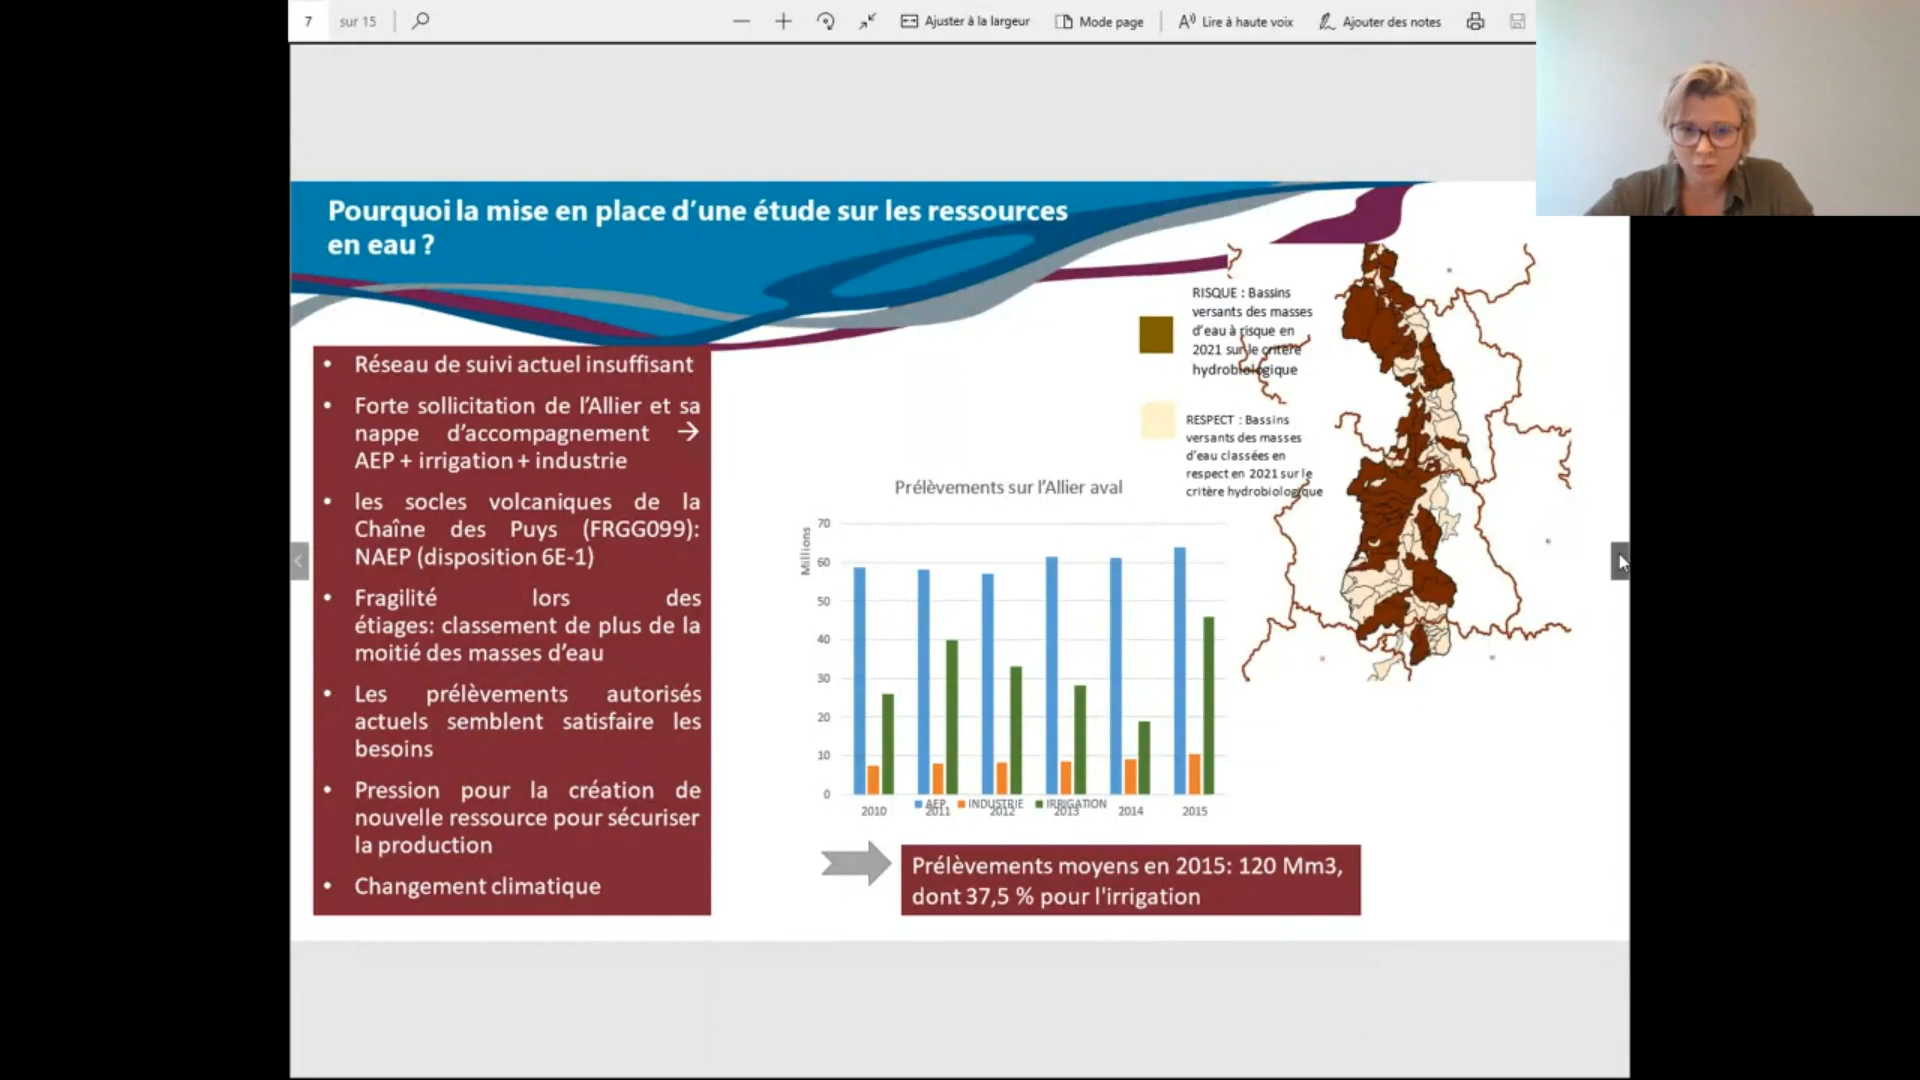 7 sur 15
Ajuster à la largeur
Mode page
Lire à haute voix
Ajouter des notes
Pourquoi la mise en place d'une étude sur les ressources
en eau ?
• Réseau de suivi actuel insuffisant
• Forte sollicitation de l'Allier et sa
nappe d'accompagnement →
AEP + irrigation + industrie
• les socles volcaniques de la
Chaîne des Puys (FRGG099):
NAEP (disposition 6E-1)
• Fragilité lors des
étiages: classement de plus de la
moitié des masses d'eau
• Les prélèvements autorisés
actuels semblent satisfaire les
besoins
• Pression pour la création de
nouvelle ressource pour sécuriser
la production
• Changement climatique
RISQUE : Bassins
versants des masses
d'eau à risque en
2021 sur le critère
hydrobiologique
RESPECT : Bassins
versants des masses
d'eau classées en
respect en 2021 sur le
critère hydrobiologique
Prélèvements sur l'Allier aval
Millions
70
60
50
40
30
20
10
0
AEP INDUSTRIE IRRIGATION
2010 2011 2012 2013 2014 2015
Prélèvements moyens en 2015: 120 Mm3,
dont 37,5 % pour l'irrigation